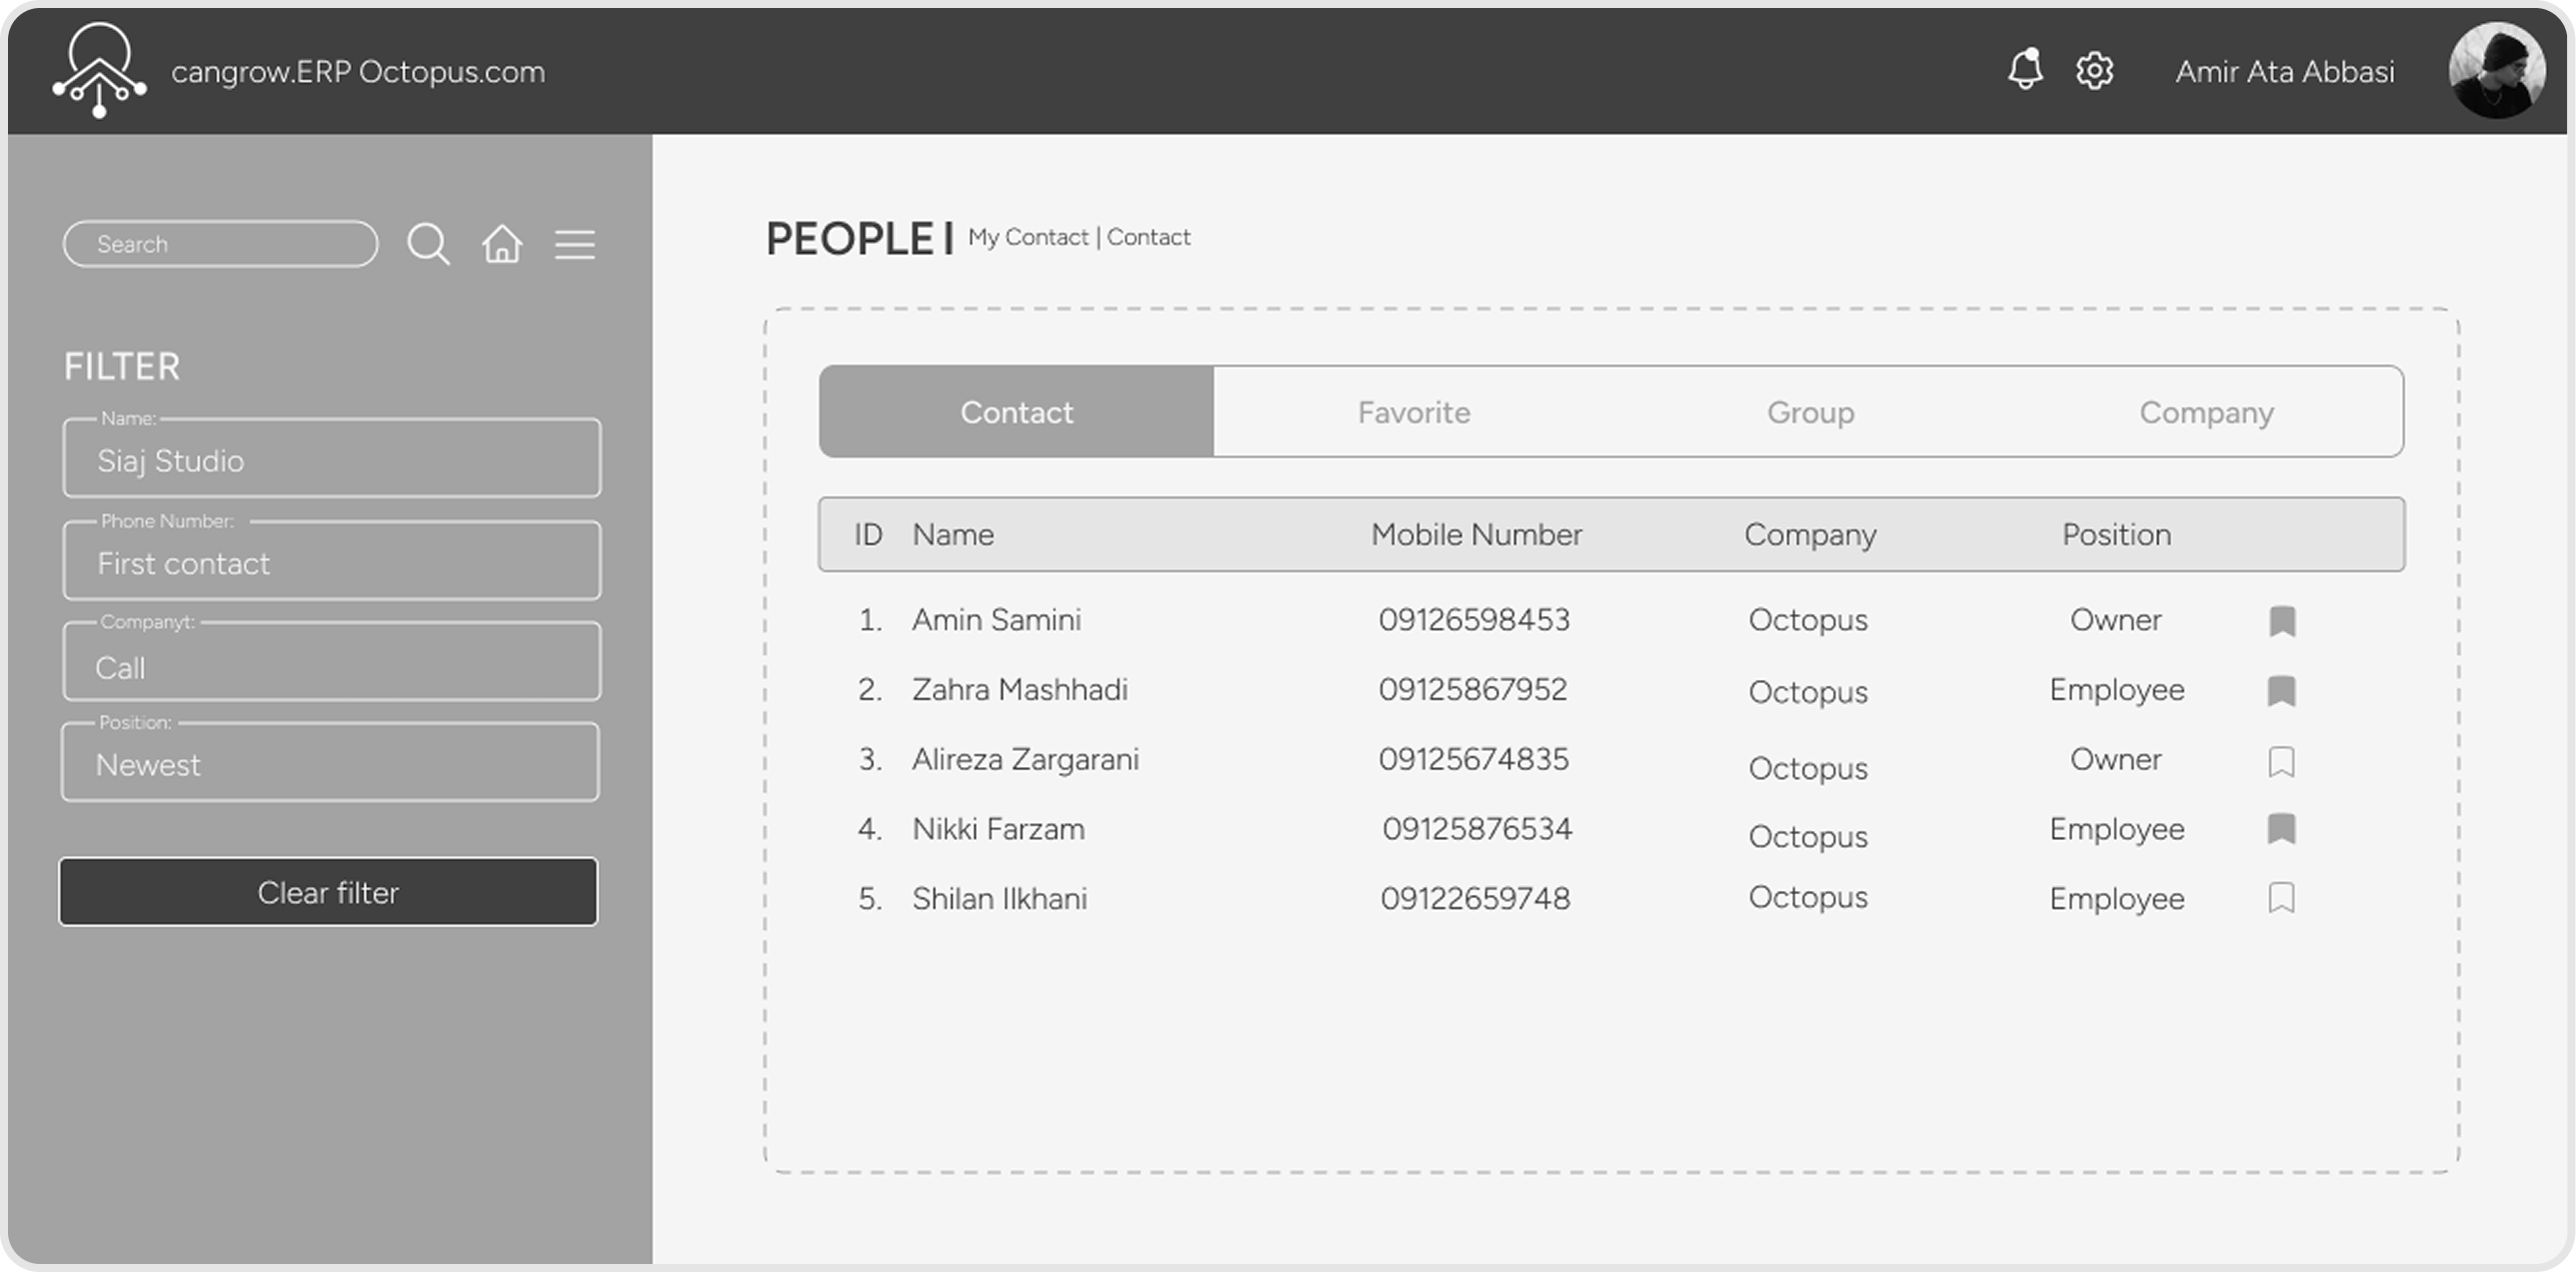 cangrow.ERP Octopus.com
Amir Ata Abbasi
Search
FILTER
Name:
Siaj Studio
Phone Number:
First contact
Companyt:
Call
Position:
Newest
Clear filter
PEOPLE | My Contact | Contact
Contact Favorite Group Company
ID Name Mobile Number Company Position
1. Amin Samini 09126598453 Octopus Owner
2. Zahra Mashhadi 09125867952 Octopus Employee
3. Alireza Zargarani 09125674835 Octopus Owner
4. Nikki Farzam 09125876534 Octopus Employee
5. Shilan Ilkhani 09122659748 Octopus Employee